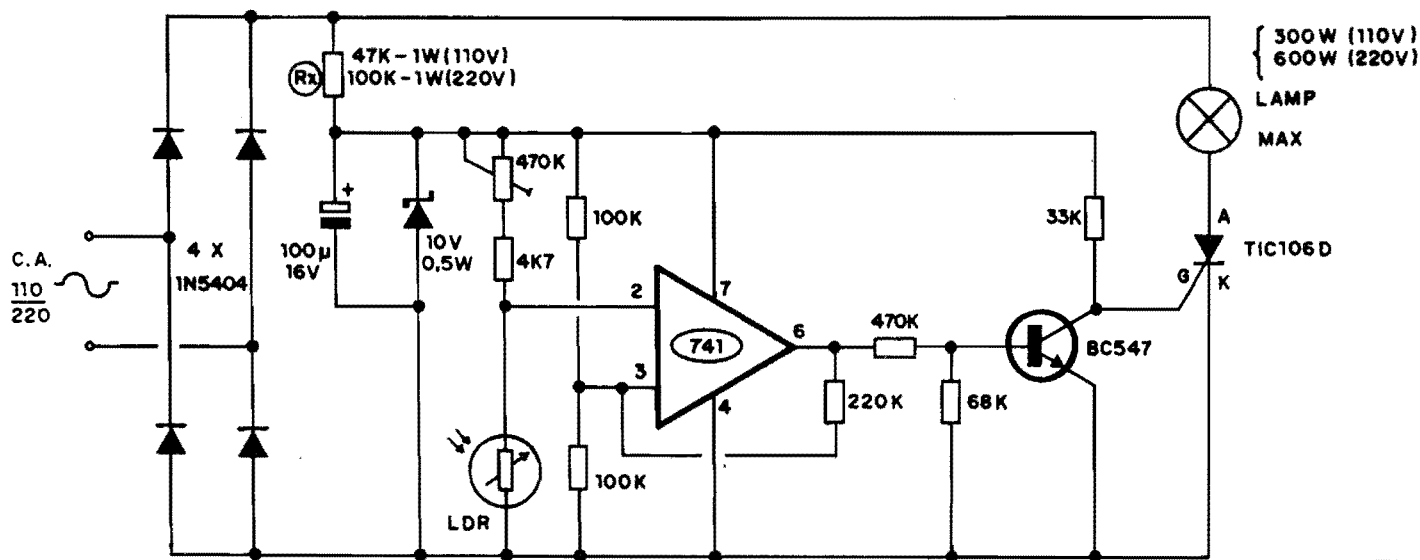 47K-1W(110V)
Rx 100K-1W(220V)
300W (110V)
600W (220V)
LAMP
MAX
470K
+
100K
33K
A
TIC106D
G
K
C.A.
110
220
4 X
1N5404
100µ
16V
10V
0,5W
4K7
2
7
741
6
470K
BC547
3
4
220K
68K
100K
LDR